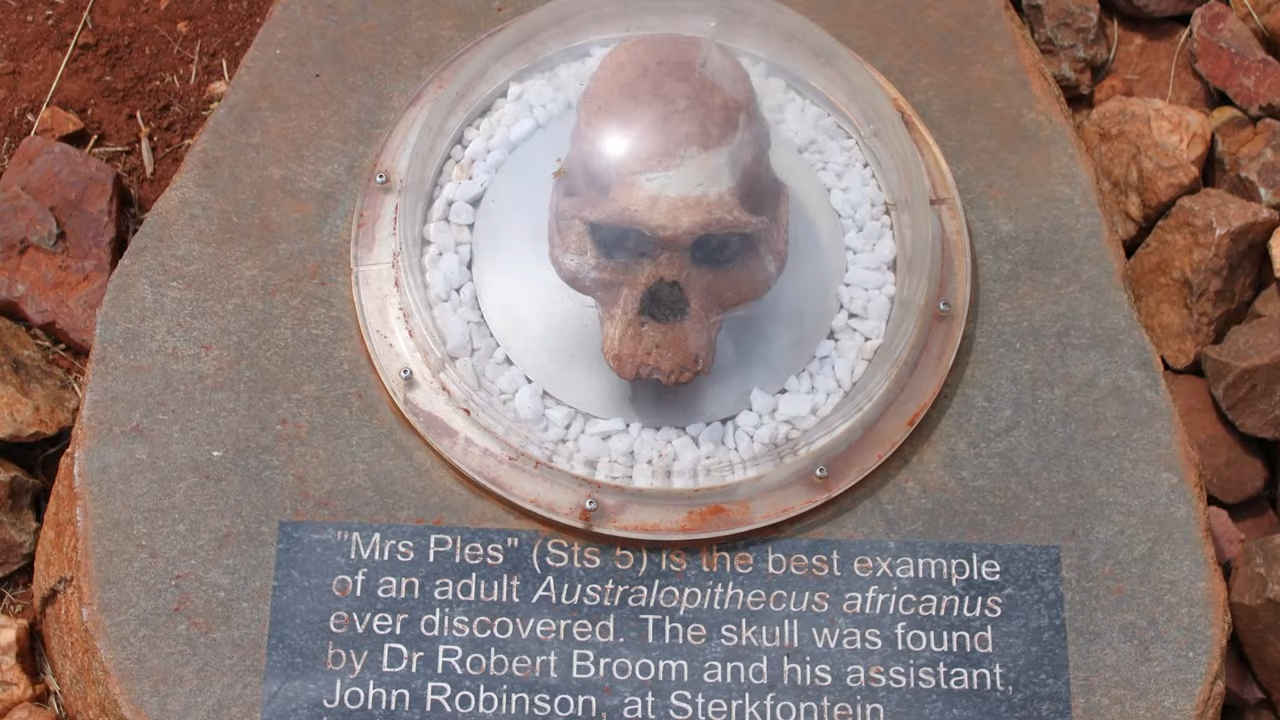 "Mrs Ples" (Sts 5) is the best example
of an adult Australopithecus africanus
ever discovered. The skull was found
by Dr Robert Broom and his assistant,
John Robinson, at Sterkfontein